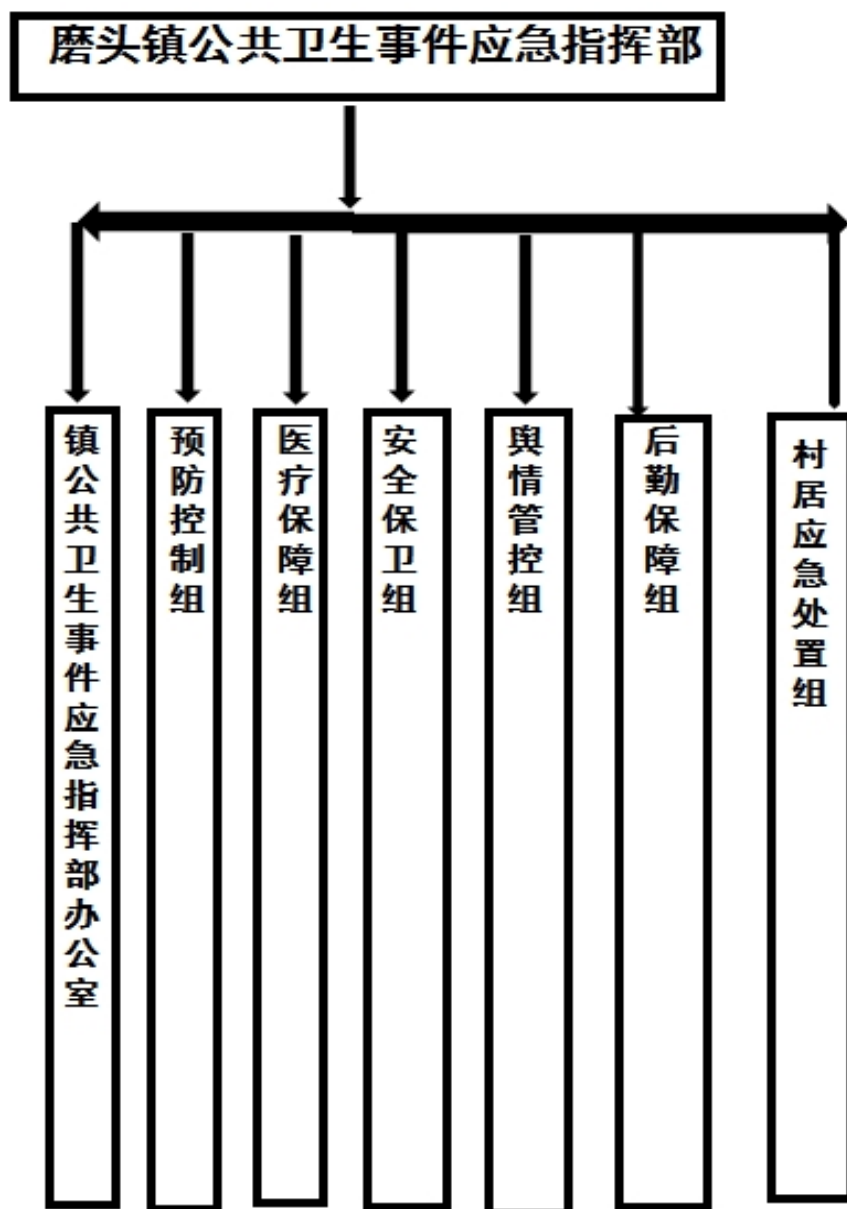 磨头镇公共卫生事件应急指挥部
镇公共卫生事件应急指挥部办公室
预防控制组
医疗保障组
安全保卫组
舆情管控组
后勤保障组
村居应急处置组